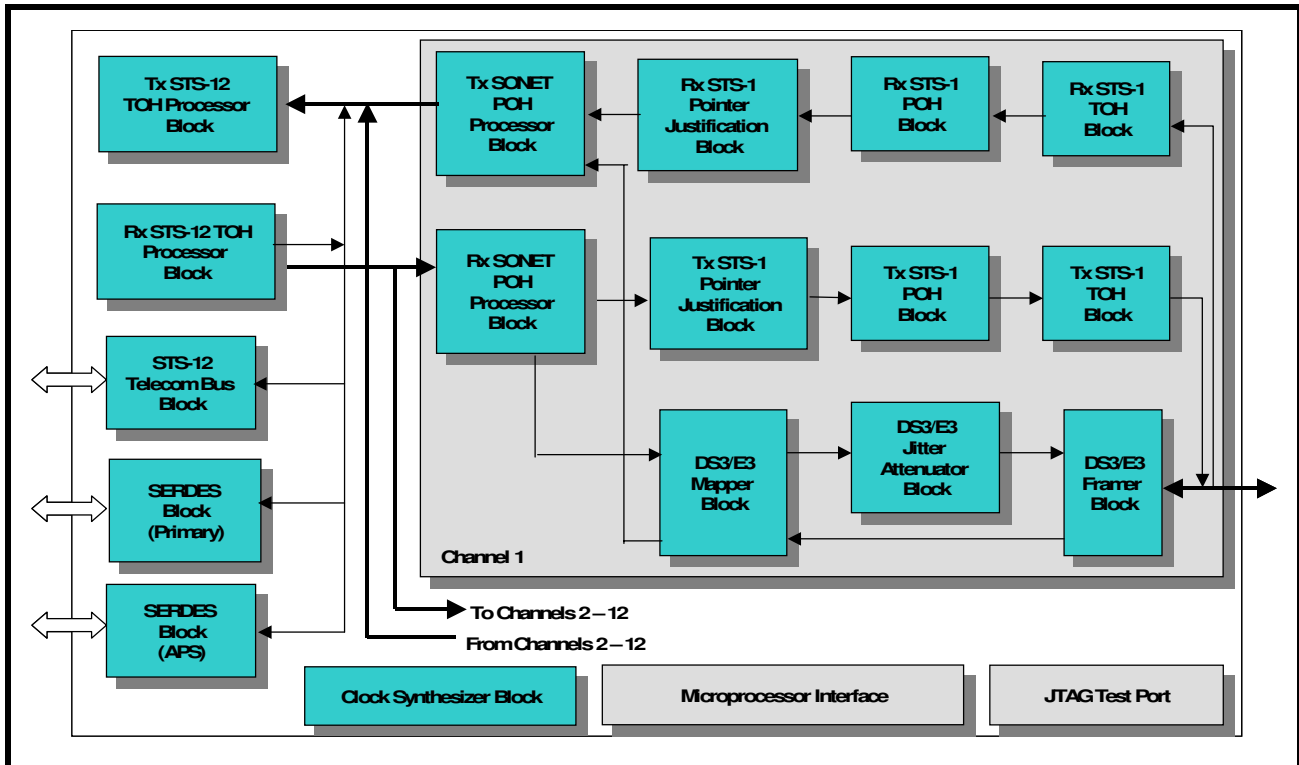 Tx STS-12
TOH Processor
Block
Tx SONET
POH
Processor
Block
Rx STS-1
Pointer
Justification
Block
Rx STS-1
POH
Block
Rx STS-1
TOH
Block
Rx STS-12 TOH
Processor
Block
Rx SONET
POH
Processor
Block
Tx STS-1
Pointer
Justification
Block
Tx STS-1
POH
Block
Tx STS-1
TOH
Block
STS-12
Telecom Bus
Block
DS3/E3
Mapper
Block
DS3/E3
Jitter
Attenuator
Block
DS3/E3
Framer
Block
SERDES
Block
(Primary)
Channel 1
SERDES
Block
(APS)
To Channels 2 – 12
From Channels 2 – 12
Clock Synthesizer Block
Microprocessor Interface
JTAG Test Port